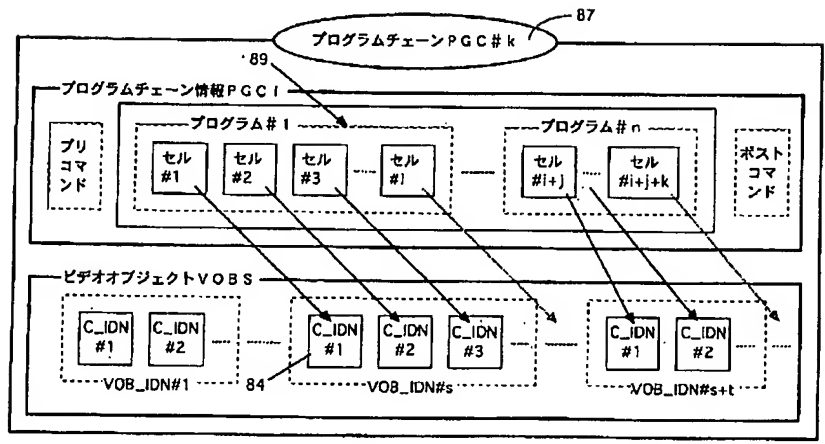 プログラムチェーンPGC#k
87
89
プログラムチェーン情報PGCI
プリ
コマ
ンド
プログラム#1
セル
#1
セル
#2
セル
#3
セル
#i
プログラム#n
セル
#i+j
セル
#i+j+k
ポスト
コマ
ンド
ビデオオブジェクトVOBS
C_IDN
#1
C_IDN
#2
VOB_IDN#1
84
C_IDN
#1
C_IDN
#2
C_IDN
#3
VOB_IDN#s
C_IDN
#1
C_IDN
#2
VOB_IDN#s+t